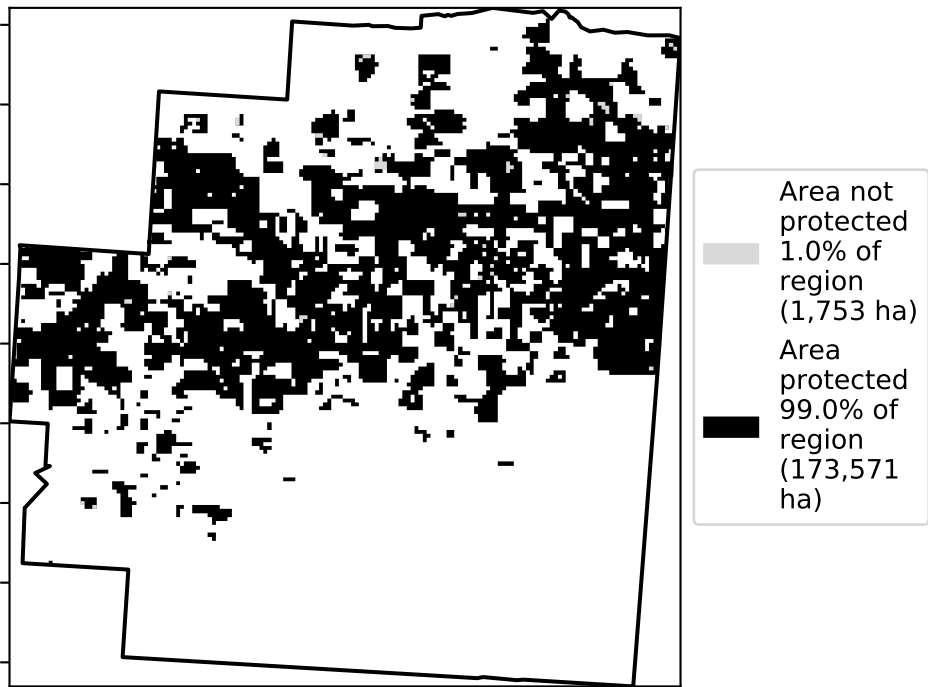 Area not
protected
1.0% of
region
(1,753 ha)
Area
protected
99.0% of
region
(173,571
ha)